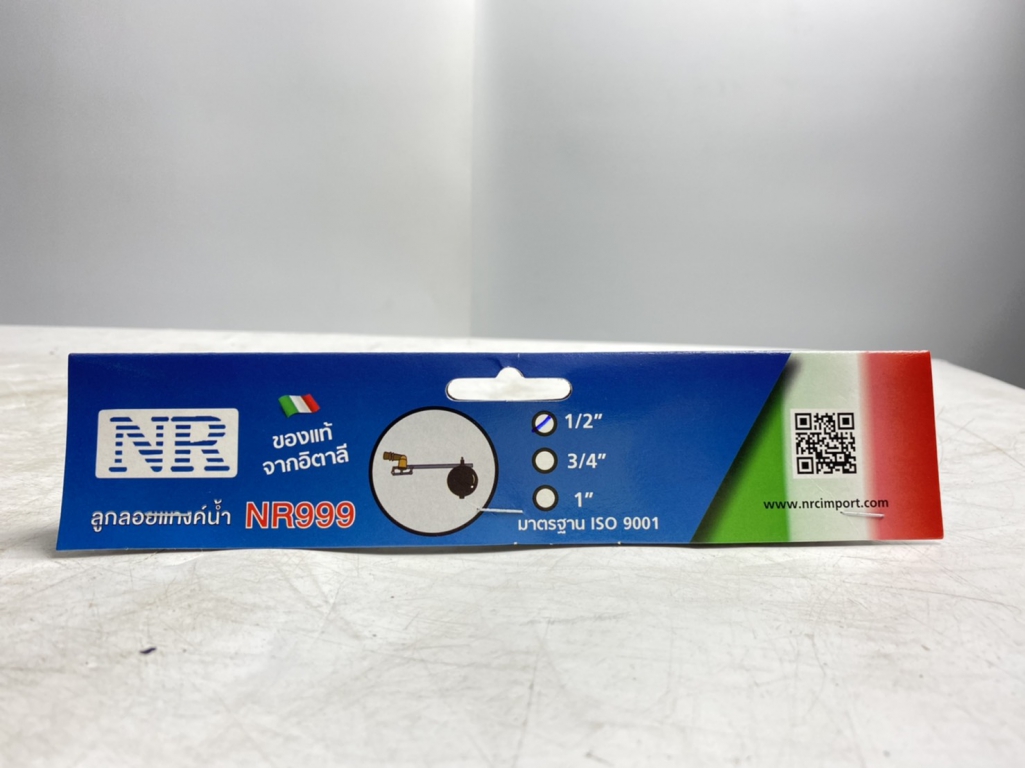 NR
ของแท้
จากอิตาลี
ลูกลอยแทงค์น้ำ NR999
1/2"
3/4"
1"
มาตรฐาน ISO 9001
www.nrcimport.com